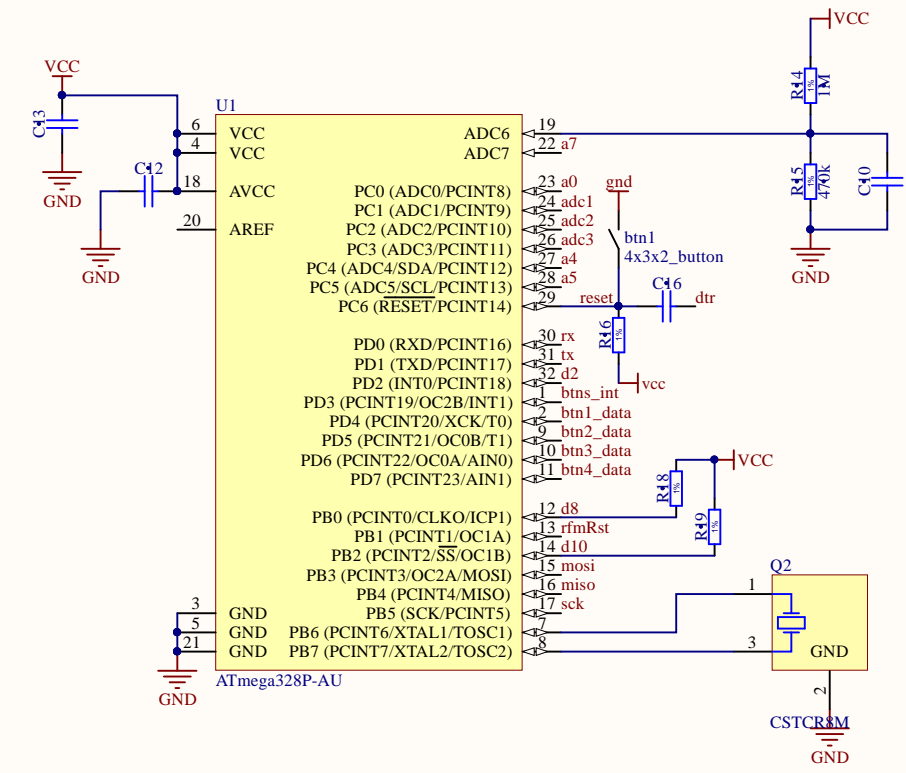 VCC
VCC
R14
1%
1M
C13
U1
GND
6
VCC
4
VCC
C12
18
AVCC
20
AREF
GND
ADC6
19
ADC7
22
a7
R15
1%
470k
C10
GND
PC0 (ADC0/PCINT8)
23
a0
PC1 (ADC1/PCINT9)
24
adc1
PC2 (ADC2/PCINT10)
25
adc2
PC3 (ADC3/PCINT11)
26
adc3
PC4 (ADC4/SDA/PCINT12)
27
a4
PC5 (ADC5/SCL/PCINT13)
28
a5
PC6 (RESET/PCINT14)
29
reset
gnd
btn1
4x3x2_button
C16
dtr
R16
1%
vcc
PD0 (RXD/PCINT16)
30
rx
PD1 (TXD/PCINT17)
31
tx
PD2 (INT0/PCINT18)
32
d2
PD3 (PCINT19/OC2B/INT1)
1
btns_int
PD4 (PCINT20/XCK/T0)
2
btn1_data
PD5 (PCINT21/OC0B/T1)
9
btn2_data
PD6 (PCINT22/OC0A/AIN0)
10
btn3_data
PD7 (PCINT23/AIN1)
11
btn4_data
VCC
R18
1%
R19
1%
PB0 (PCINT0/CLKO/ICP1)
12
d8
PB1 (PCINT1/OC1A)
13
rfmRst
PB2 (PCINT2/SS/OC1B)
14
d10
PB3 (PCINT3/OC2A/MOSI)
15
mosi
PB4 (PCINT4/MISO)
16
miso
PB5 (SCK/PCINT5)
17
sck
PB6 (PCINT6/XTAL1/TOSC1)
7
PB7 (PCINT7/XTAL2/TOSC2)
8
3
GND
5
GND
21
GND
GND
ATmega328P-AU
Q2
1
3
GND
2
CSTCR8M
GND